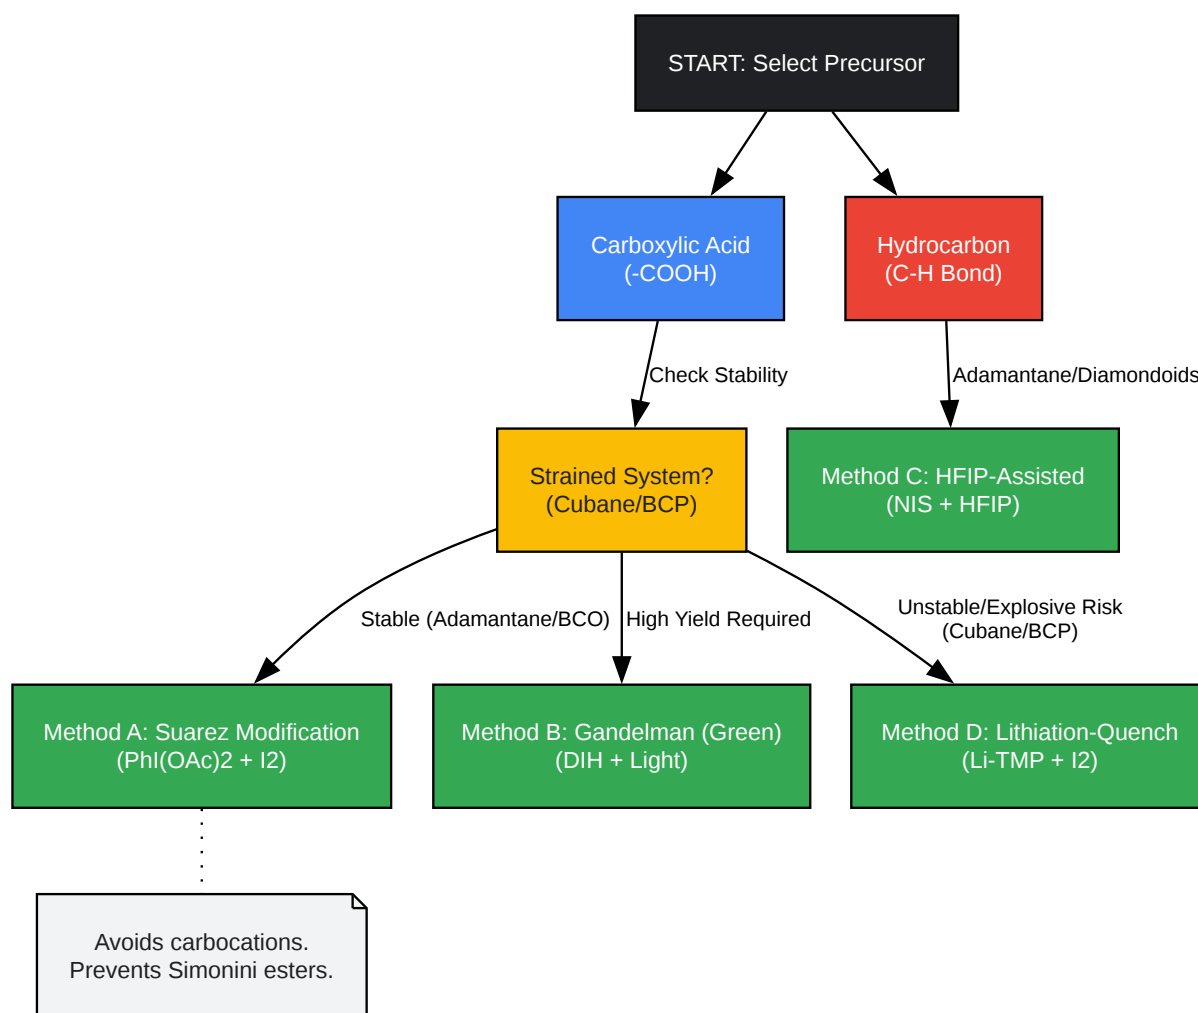 START: Select Precursor
Carboxylic Acid
(-COOH)
Hydrocarbon
(C-H Bond)
Check Stability
Adamantane/Diamondoids
Strained System?
(Cubane/BCP)
Method C: HFIP-Assisted
(NIS + HFIP)
Stable (Adamantane/BCO)
High Yield Required
Unstable/Explosive Risk
(Cubane/BCP)
Method A: Suarez Modification
(PhI(OAc)2 + I2)
Method B: Gandelman (Green)
(DIH + Light)
Method D: Lithiation-Quench
(Li-TMP + I2)
Avoids carbocations.
Prevents Simonini esters.